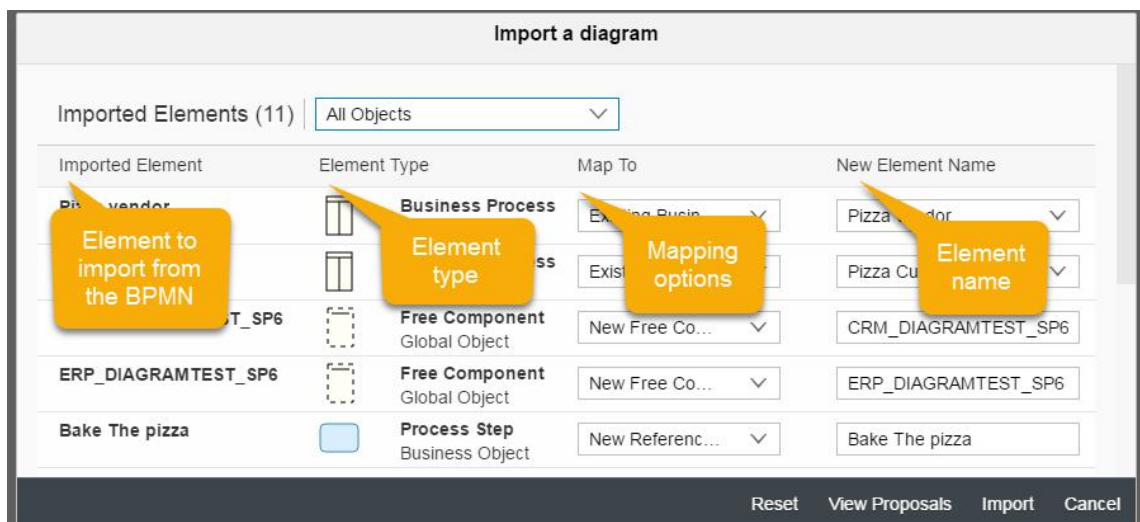 Import a diagram
Imported Elements (11) All Objects
Imported Element Element Type Map To New Element Name
vendor Business Process Pizza
Element to import from the BPMN
Element type
Mapping options
Element name
Pizza
T_SP6 Free Component New Free Co... CRM_DIAGRAMTEST_SP6
Global Object
ERP_DIAGRAMTEST_SP6 Free Component New Free Co... ERP_DIAGRAMTEST_SP6
Global Object
Bake The pizza Process Step New Referenc... Bake The pizza
Business Object
Reset View Proposals Import Cancel